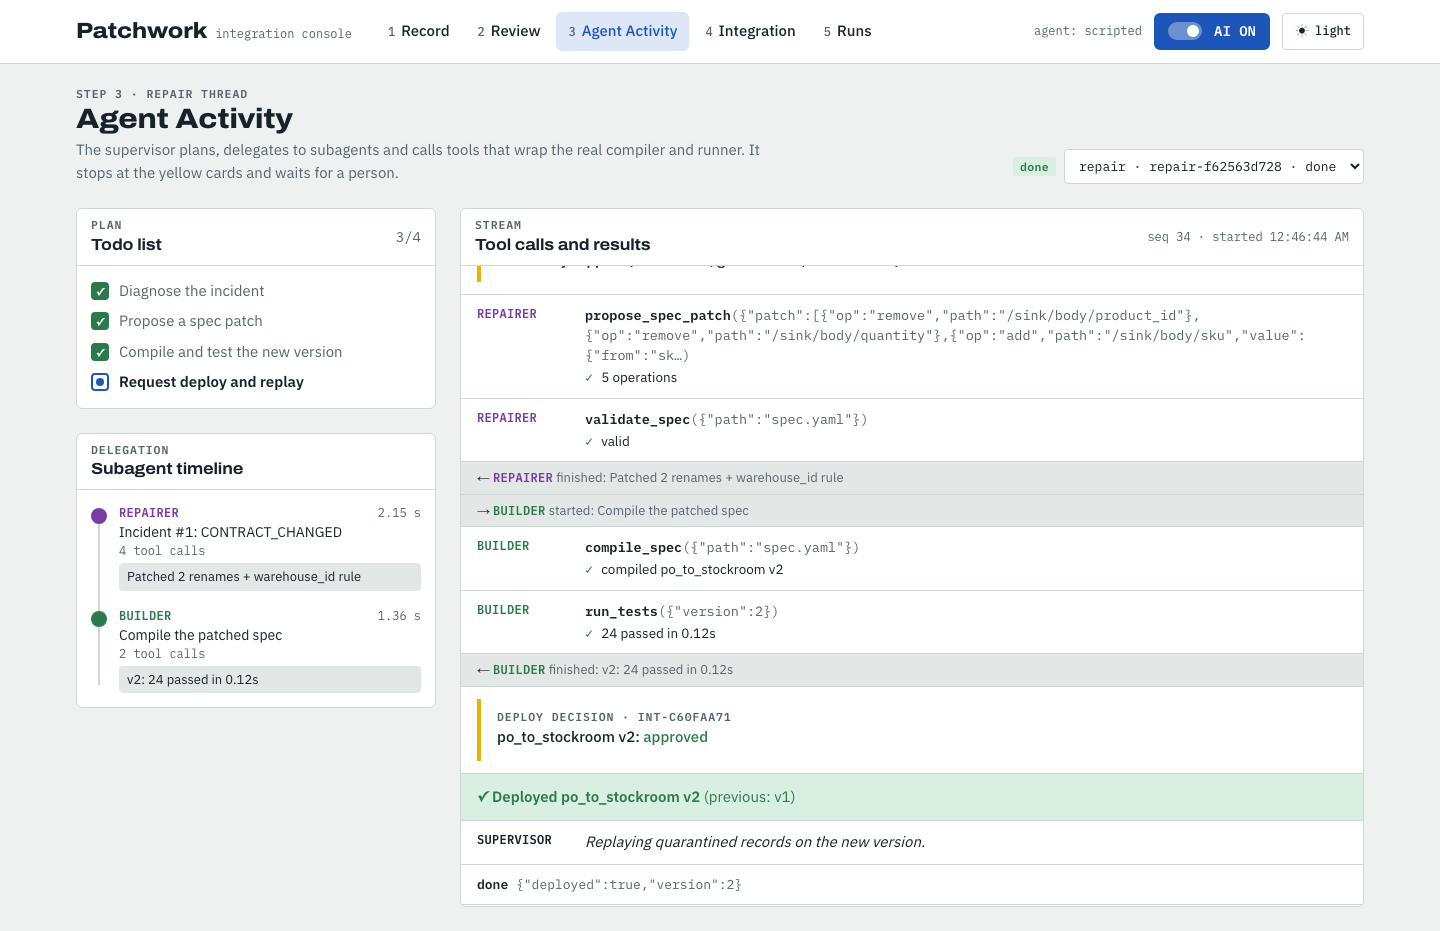 Patchwork integration console 1 Record 2 Review 3 Agent Activity 4 Integration 5 Runs agent: scripted AI ON ☀ light
STEP 3 · REPAIR THREAD
Agent Activity
The supervisor plans, delegates to subagents and calls tools that wrap the real compiler and runner. It
stops at the yellow cards and waits for a person.
done repair · repair-f62563d728 · done
PLAN
Todo list
3/4
✓ Diagnose the incident
✓ Propose a spec patch
✓ Compile and test the new version
Request deploy and replay
DELEGATION
Subagent timeline
REPAIRER 2.15 s
Incident #1: CONTRACT_CHANGED
4 tool calls
Patched 2 renames + warehouse_id rule
BUILDER 1.36 s
Compile the patched spec
2 tool calls
v2: 24 passed in 0.12s
STREAM
Tool calls and results
seq 34 · started 12:46:44 AM
REPAIRER propose_spec_patch({"patch":[{"op":"remove","path":"/sink/body/product_id"},
{"op":"remove","path":"/sink/body/quantity"},{"op":"add","path":"/sink/body/sku","value":
{"from":"sk…)
✓ 5 operations
REPAIRER validate_spec({"path":"spec.yaml"})
✓ valid
← REPAIRER finished: Patched 2 renames + warehouse_id rule
→ BUILDER started: Compile the patched spec
BUILDER compile_spec({"path":"spec.yaml"})
✓ compiled po_to_stockroom v2
BUILDER run_tests({"version":2})
✓ 24 passed in 0.12s
← BUILDER finished: v2: 24 passed in 0.12s
DEPLOY DECISION · INT-C60FAA71
po_to_stockroom v2: approved
✓ Deployed po_to_stockroom v2 (previous: v1)
SUPERVISOR Replaying quarantined records on the new version.
done {"deployed":true,"version":2}